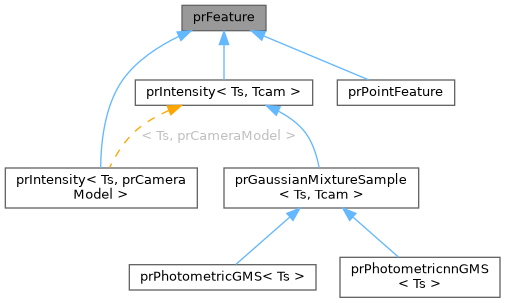 prFeature
prIntensity< Ts, Tcam >
prPointFeature
< Ts, prCameraModel >
prIntensity< Ts, prCamera
Model >
prGaussianMixtureSample
< Ts, Tcam >
prPhotometricGMS< Ts >
prPhotometricnnGMS
< Ts >